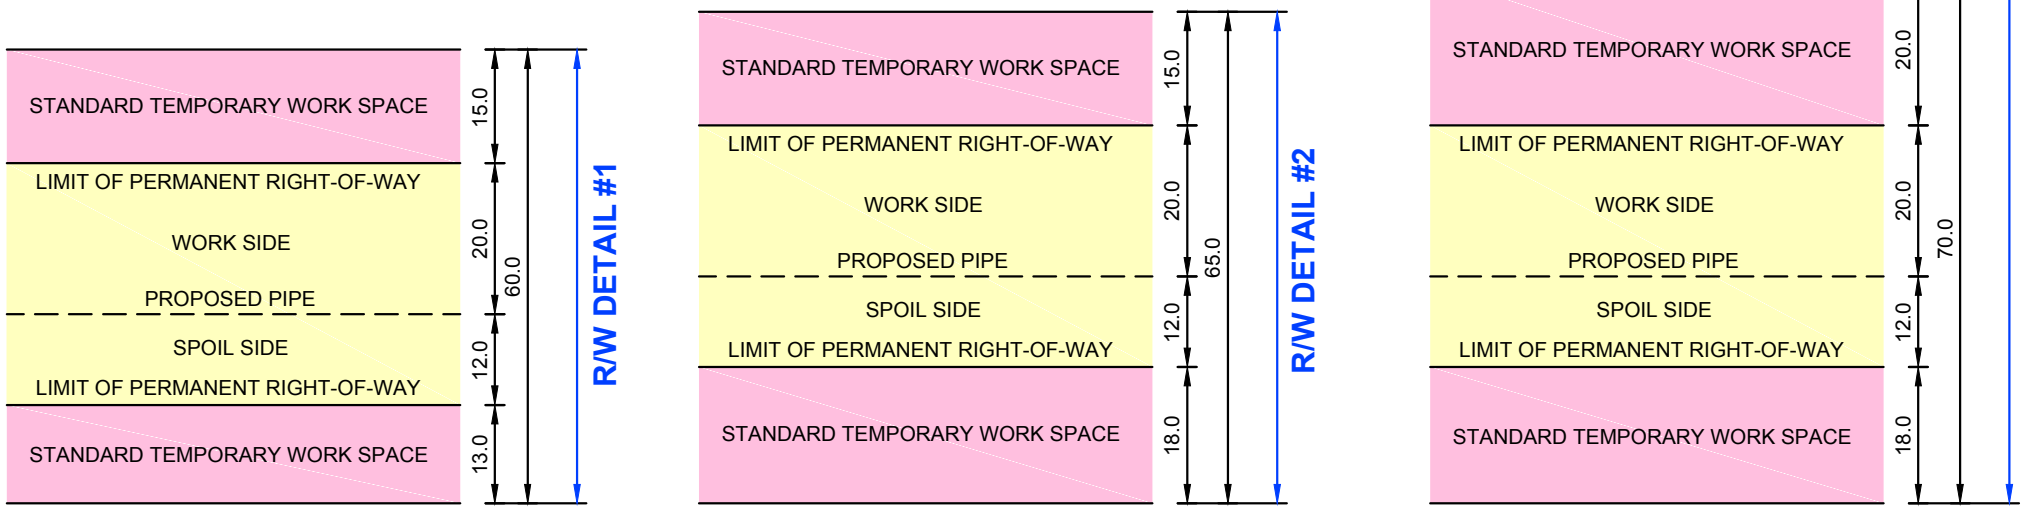 STANDARD TEMPORARY WORK SPACE
LIMIT OF PERMANENT RIGHT-OF-WAY
WORK SIDE
PROPOSED PIPE
SPOIL SIDE
LIMIT OF PERMANENT RIGHT-OF-WAY
STANDARD TEMPORARY WORK SPACE
15.0
20.0
12.0
13.0
60.0
R/W DETAIL #1
STANDARD TEMPORARY WORK SPACE
LIMIT OF PERMANENT RIGHT-OF-WAY
WORK SIDE
PROPOSED PIPE
SPOIL SIDE
LIMIT OF PERMANENT RIGHT-OF-WAY
STANDARD TEMPORARY WORK SPACE
15.0
20.0
12.0
18.0
65.0
R/W DETAIL #2
STANDARD TEMPORARY WORK SPACE
LIMIT OF PERMANENT RIGHT-OF-WAY
WORK SIDE
PROPOSED PIPE
SPOIL SIDE
LIMIT OF PERMANENT RIGHT-OF-WAY
STANDARD TEMPORARY WORK SPACE
20.0
20.0
12.0
18.0
70.0